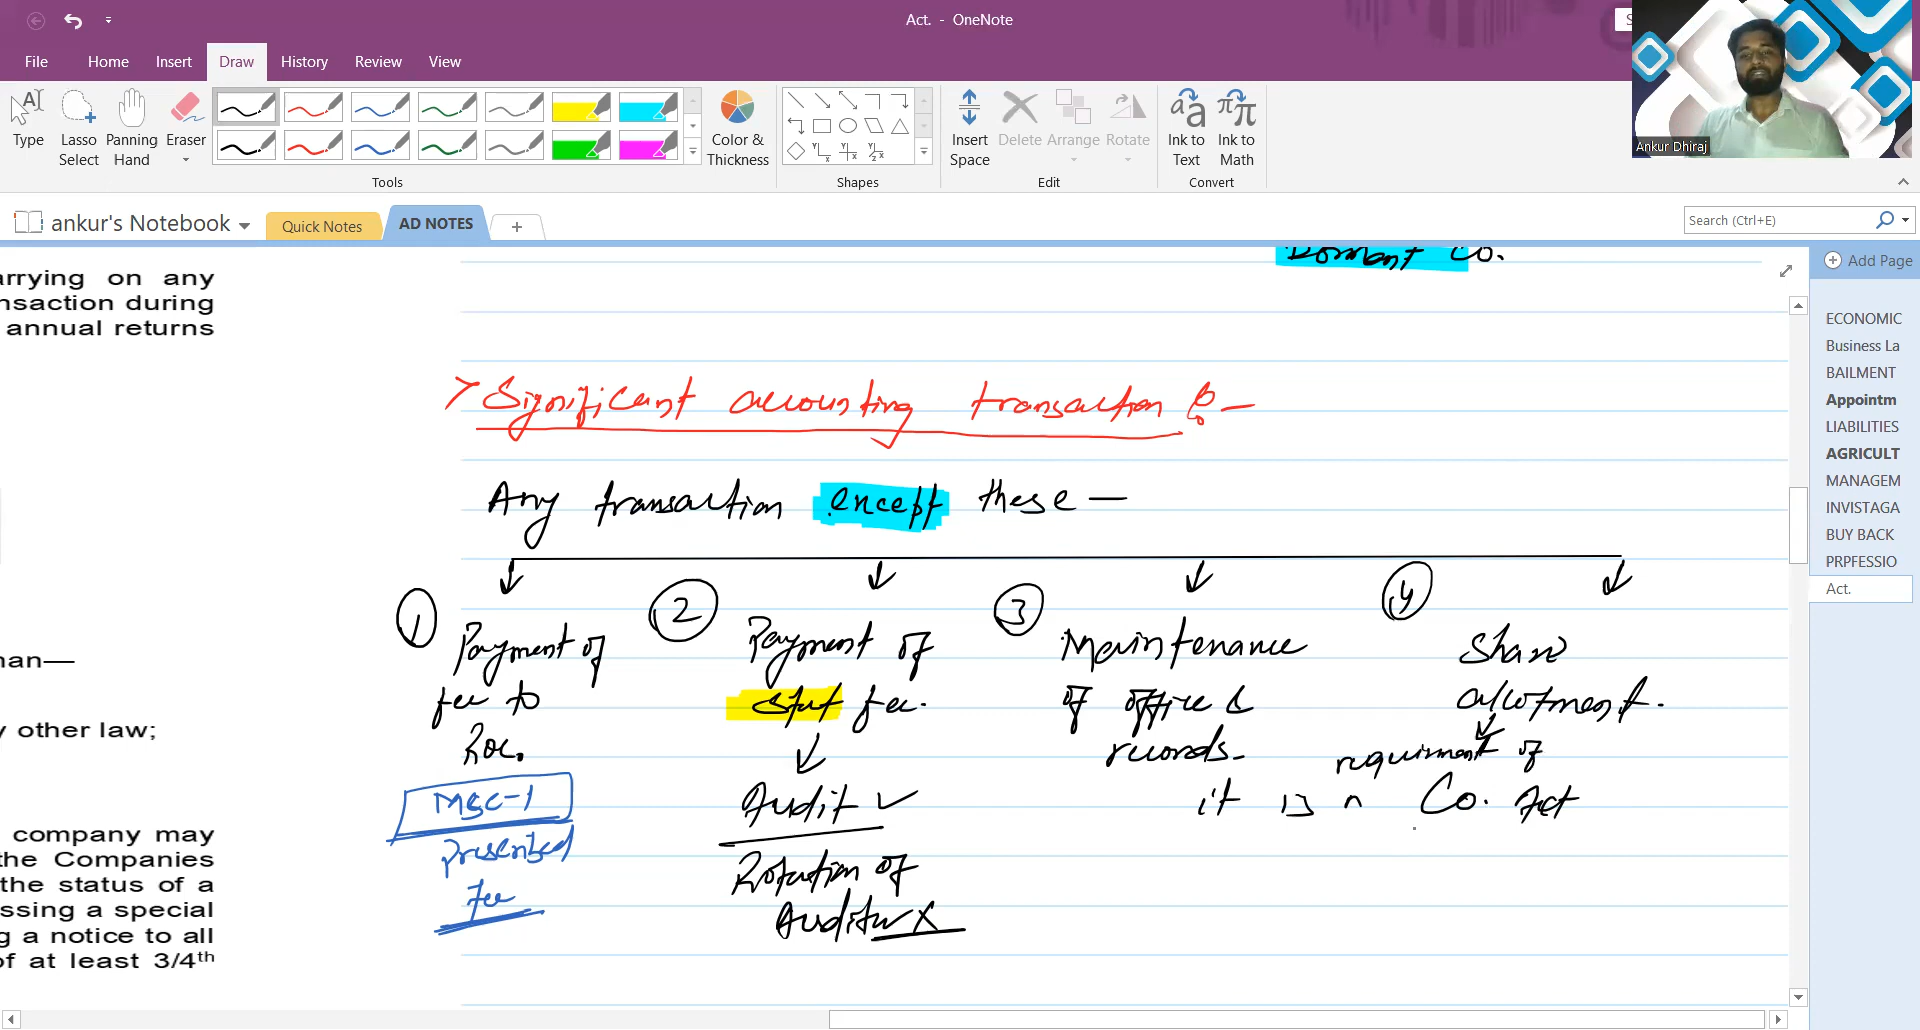 Act. - OneNote
File Home Insert Draw History Review View
Type
Lasso Select
Panning Hand
Eraser
Color & Thickness
Insert Space
Delete
Arrange
Rotate
Ink to Text
Ink to Math
Tools
Shapes
Edit
Convert
Ankur Dhiraj
ankur's Notebook
Quick Notes
AD NOTES
Search (Ctrl+E)
Add Page
ECONOMIC
Business La
BAILMENT
Appointm
LIABILITIES
AGRICULT
MANAGEM
INVISTAGA
BUY BACK
PRPFESSIO
Act.
arrying on any
nsaction during
annual returns
nan—
y other law;
company may
the Companies
the status of a
ssing a special
g a notice to all
of at least 3/4th
Dormant Co.
Significant accounting transaction :-
Any transaction except these —
1
Payment of
fee to
ROC.
MSC-1
Prescribed
Fee
2
Payment of
stat fee.
Audit ✓
Rotation of
Auditor X
3
Maintenance
of office &
records.
4
Share
allotment.
requirment of
it is n Co. Act